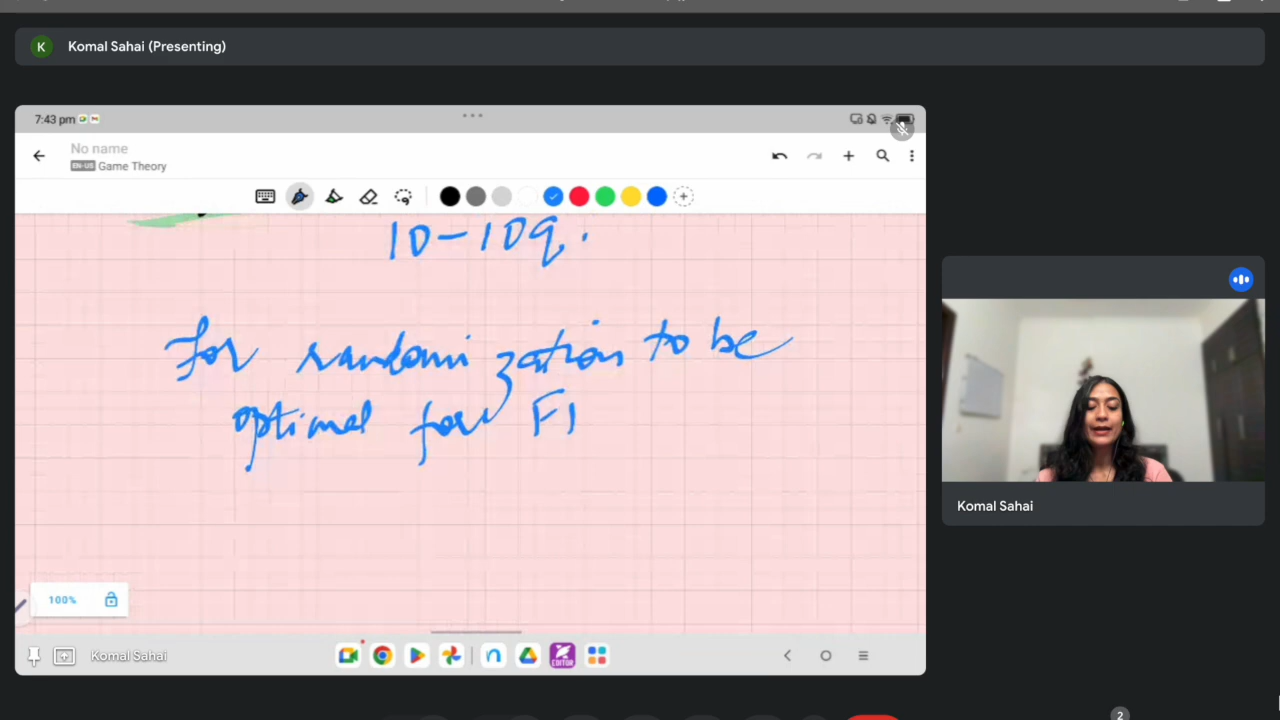 K Komal Sahai (Presenting)
7:43 pm
No name
EN-US Game Theory
10-10q.
For randomization to be
optimal for F1
100%
Komal Sahai
EDITOR
Komal Sahai
2